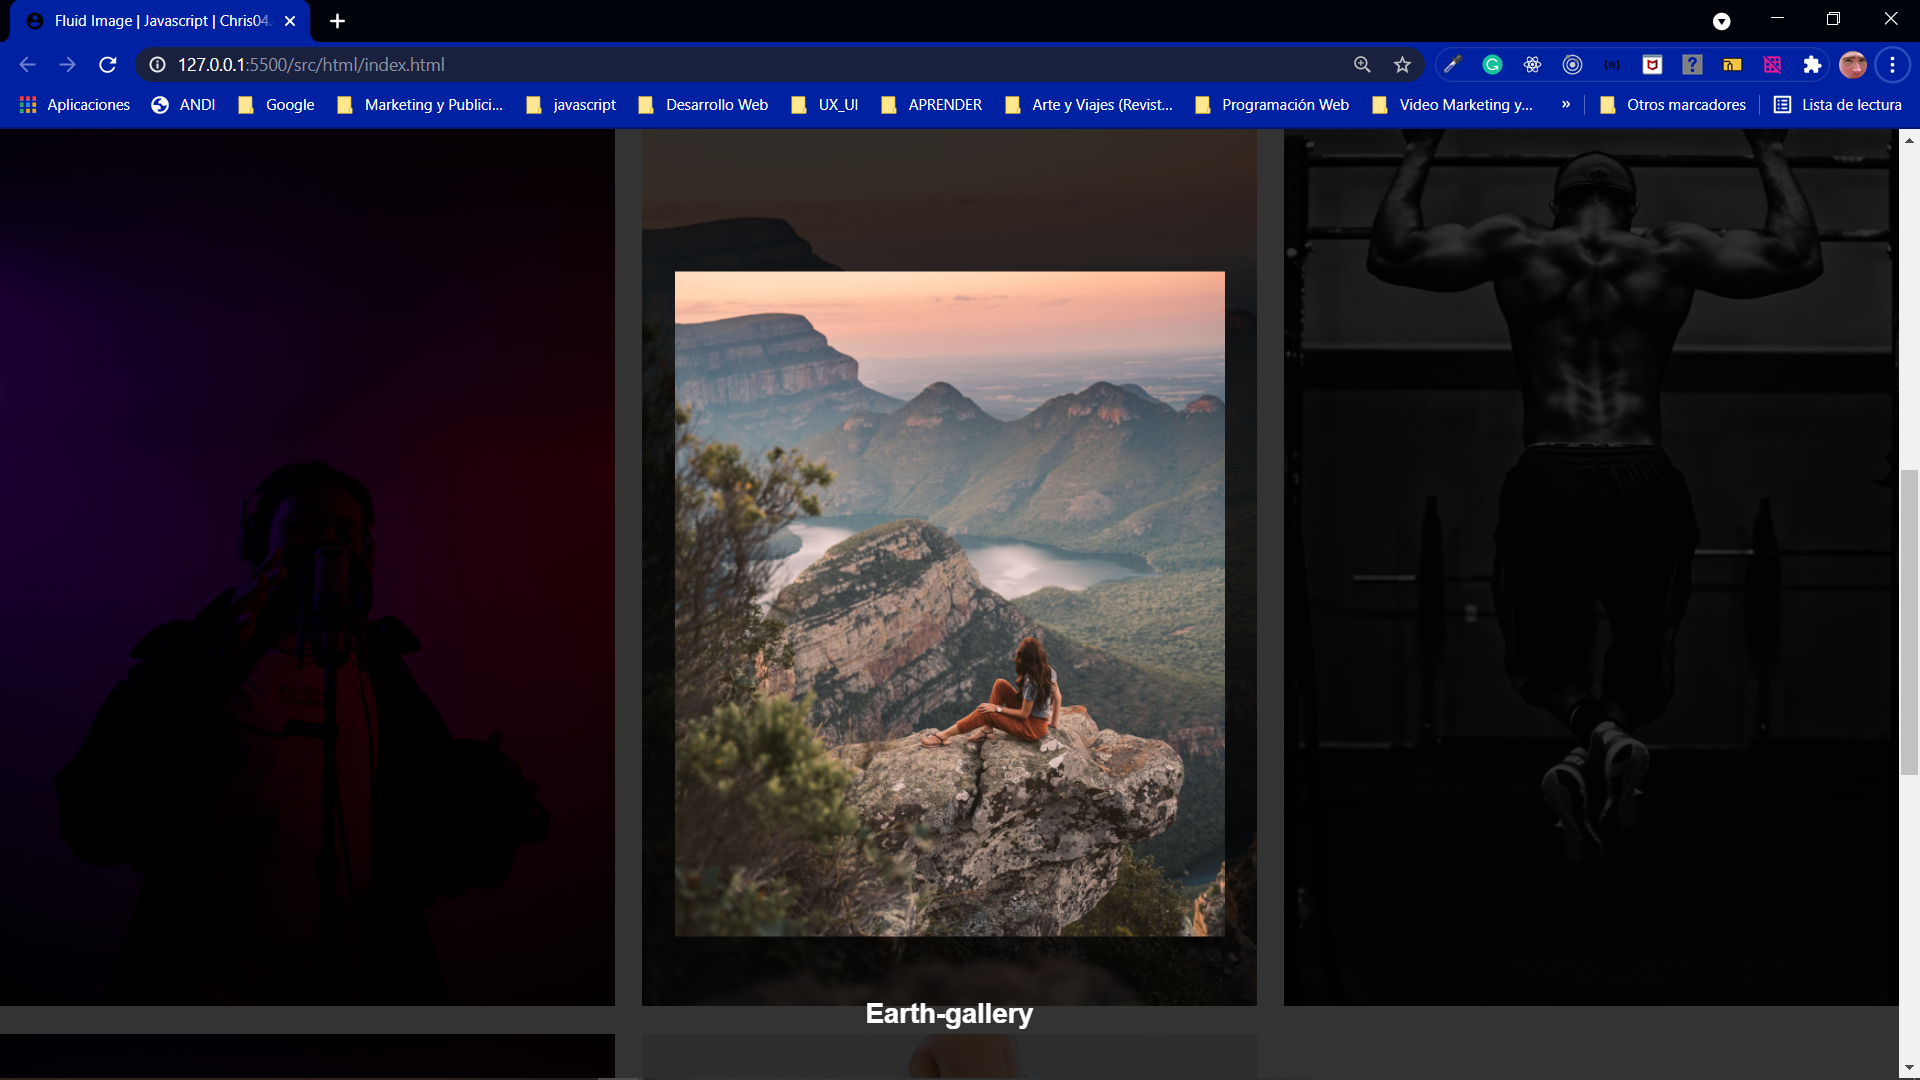 Fluid Image | Javascript | Chris04.
127.0.0.1:5500/src/html/index.html
Aplicaciones ANDI Google Marketing y Publici... javascript Desarrollo Web UX_UI APRENDER Arte y Viajes (Revist... Programación Web Video Marketing y... » Otros marcadores Lista de lectura
Earth-gallery